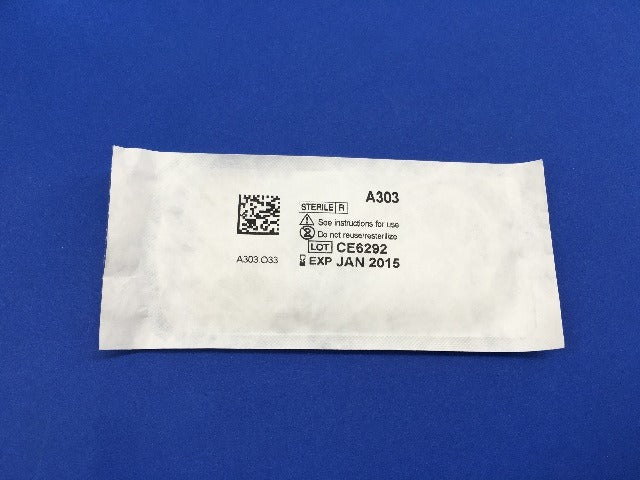 A303
STERILE R
See instructions for use
Do not reuse/resterilize
LOT CE6292
A303.O33
EXP JAN 2015